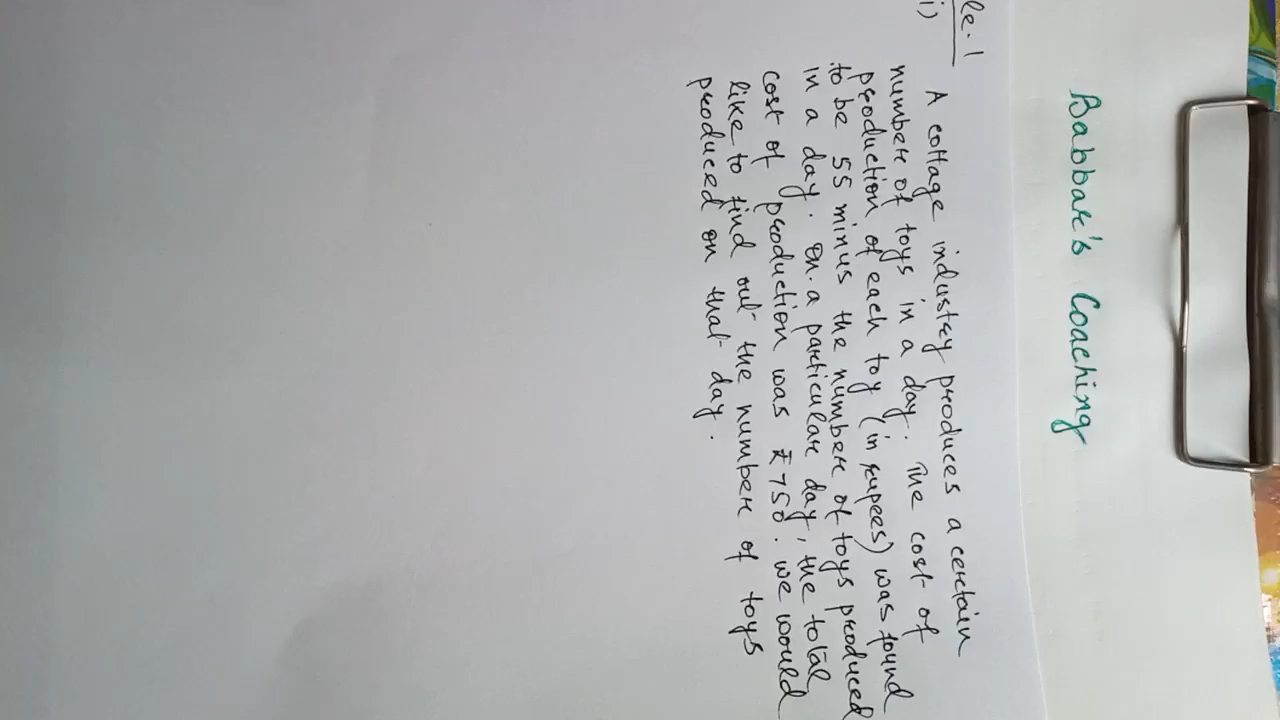 Babbar's Coaching
le. 1
i)
A cottage industry produces a certain
number of toys in a day. The cost of
production of each toy (in rupees) was found
to be 55 minus the number of toys produced
in a day. On a particular day, the total
cost of production was ₹750. we would
like to find out the number of toys
produced on that day.